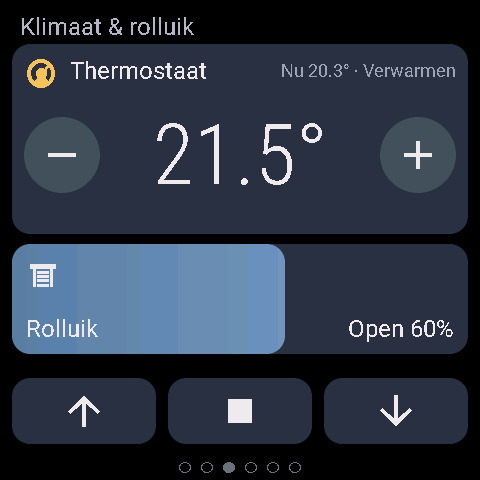 Klimaat & rolluik
Thermostaat
Nu 20.3° · Verwarmen
21.5°
Rolluik
Open 60%